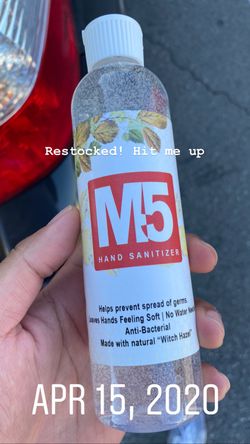 Restocked! Hit me up
M5
HAND SANITIZER
Helps prevent spread of germs.
Leaves Hands Feeling Soft | No Water Needed
Anti-Bacterial
Made with natural "Witch Hazel"
APR 15, 2020